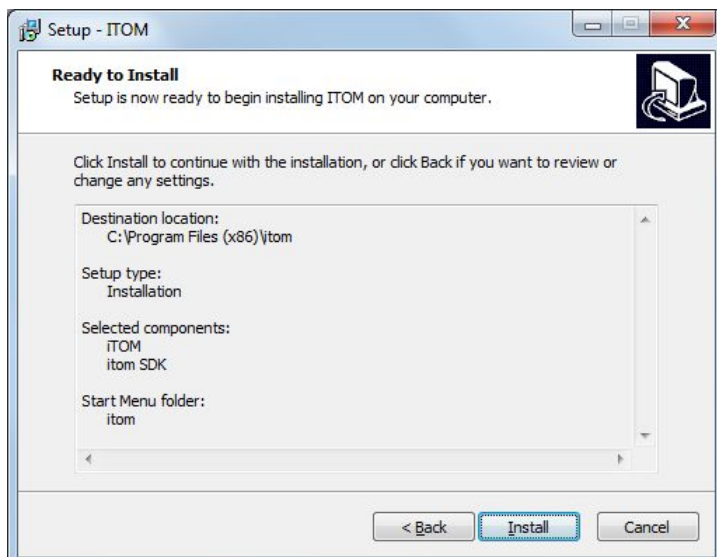 Setup - ITOM
Ready to Install
Setup is now ready to begin installing ITOM on your computer.
Click Install to continue with the installation, or click Back if you want to review or
change any settings.
Destination location:
C:\Program Files (x86)\itom
Setup type:
Installation
Selected components:
iTOM
itom SDK
Start Menu folder:
itom
< Back
Install
Cancel